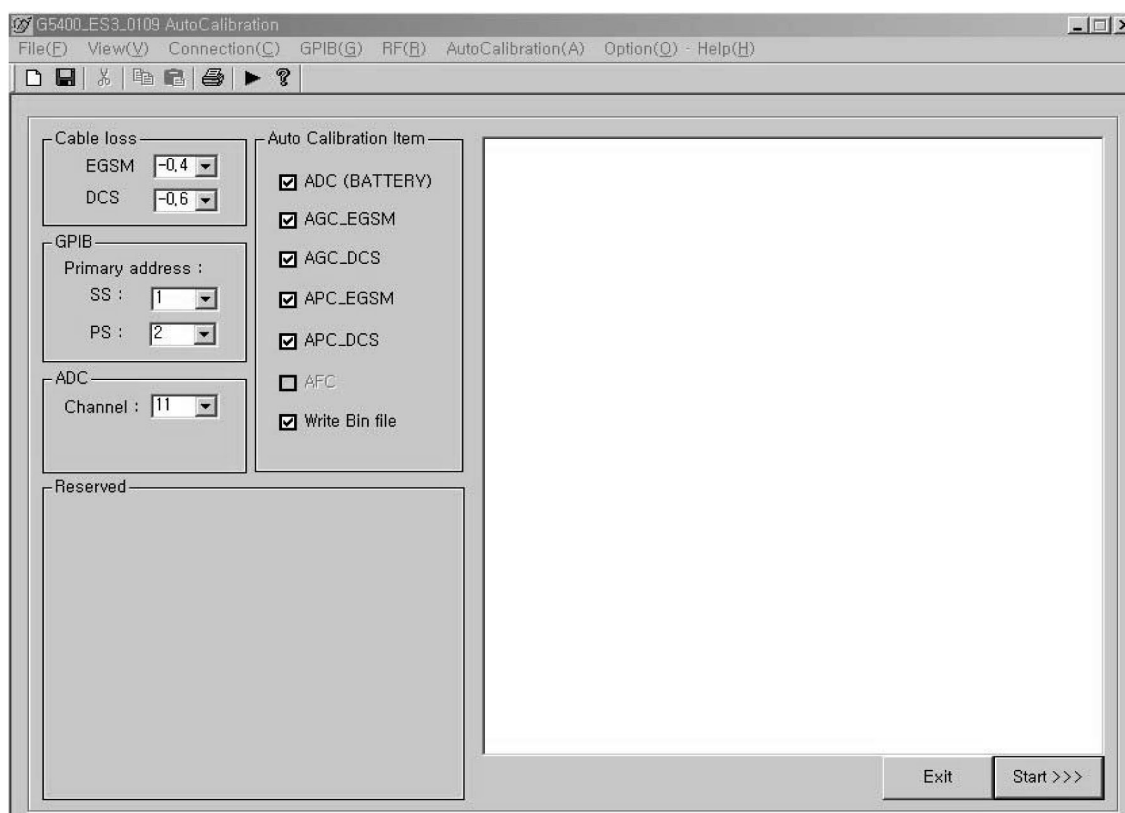 G5400_ES3_0109 AutoCalibration
File(F) View(V) Connection(C) GPIB(G) RF(R) AutoCalibration(A) Option(O) - Help(H)
Cable loss
EGSM -0,4
DCS -0,6
GPIB
Primary address :
SS : 1
PS : 2
ADC
Channel : 11
Auto Calibration Item
ADC (BATTERY)
AGC_EGSM
AGC_DCS
APC_EGSM
APC_DCS
AFC
Write Bin file
Reserved
Exit Start >>>